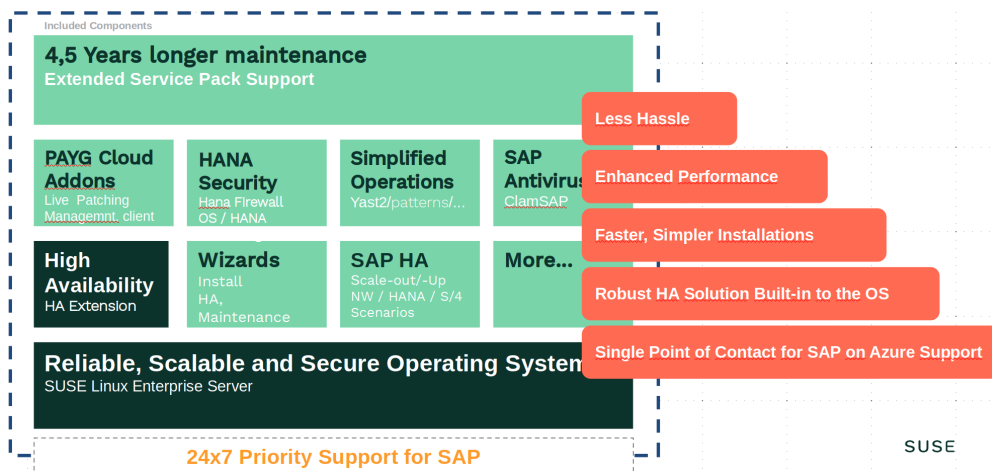 Included Components
4,5 Years longer maintenance
Extended Service Pack Support
PAYG Cloud
Addons
Live Patching
Managemnt. client
HANA
Security
Hana Firewall
OS / HANA
Simplified
Operations
Yast2/patterns/...
SAP
Antivirus
ClamSAP
High
Availability
HA Extension
Wizards
Install
HA,
Maintenance
SAP HA
Scale-out/-Up
NW / HANA / S/4
Scenarios
More...
Reliable, Scalable and Secure Operating System
SUSE Linux Enterprise Server
24x7 Priority Support for SAP
Less Hassle
Enhanced Performance
Faster, Simpler Installations
Robust HA Solution Built-in to the OS
Single Point of Contact for SAP on Azure Support
SUSE